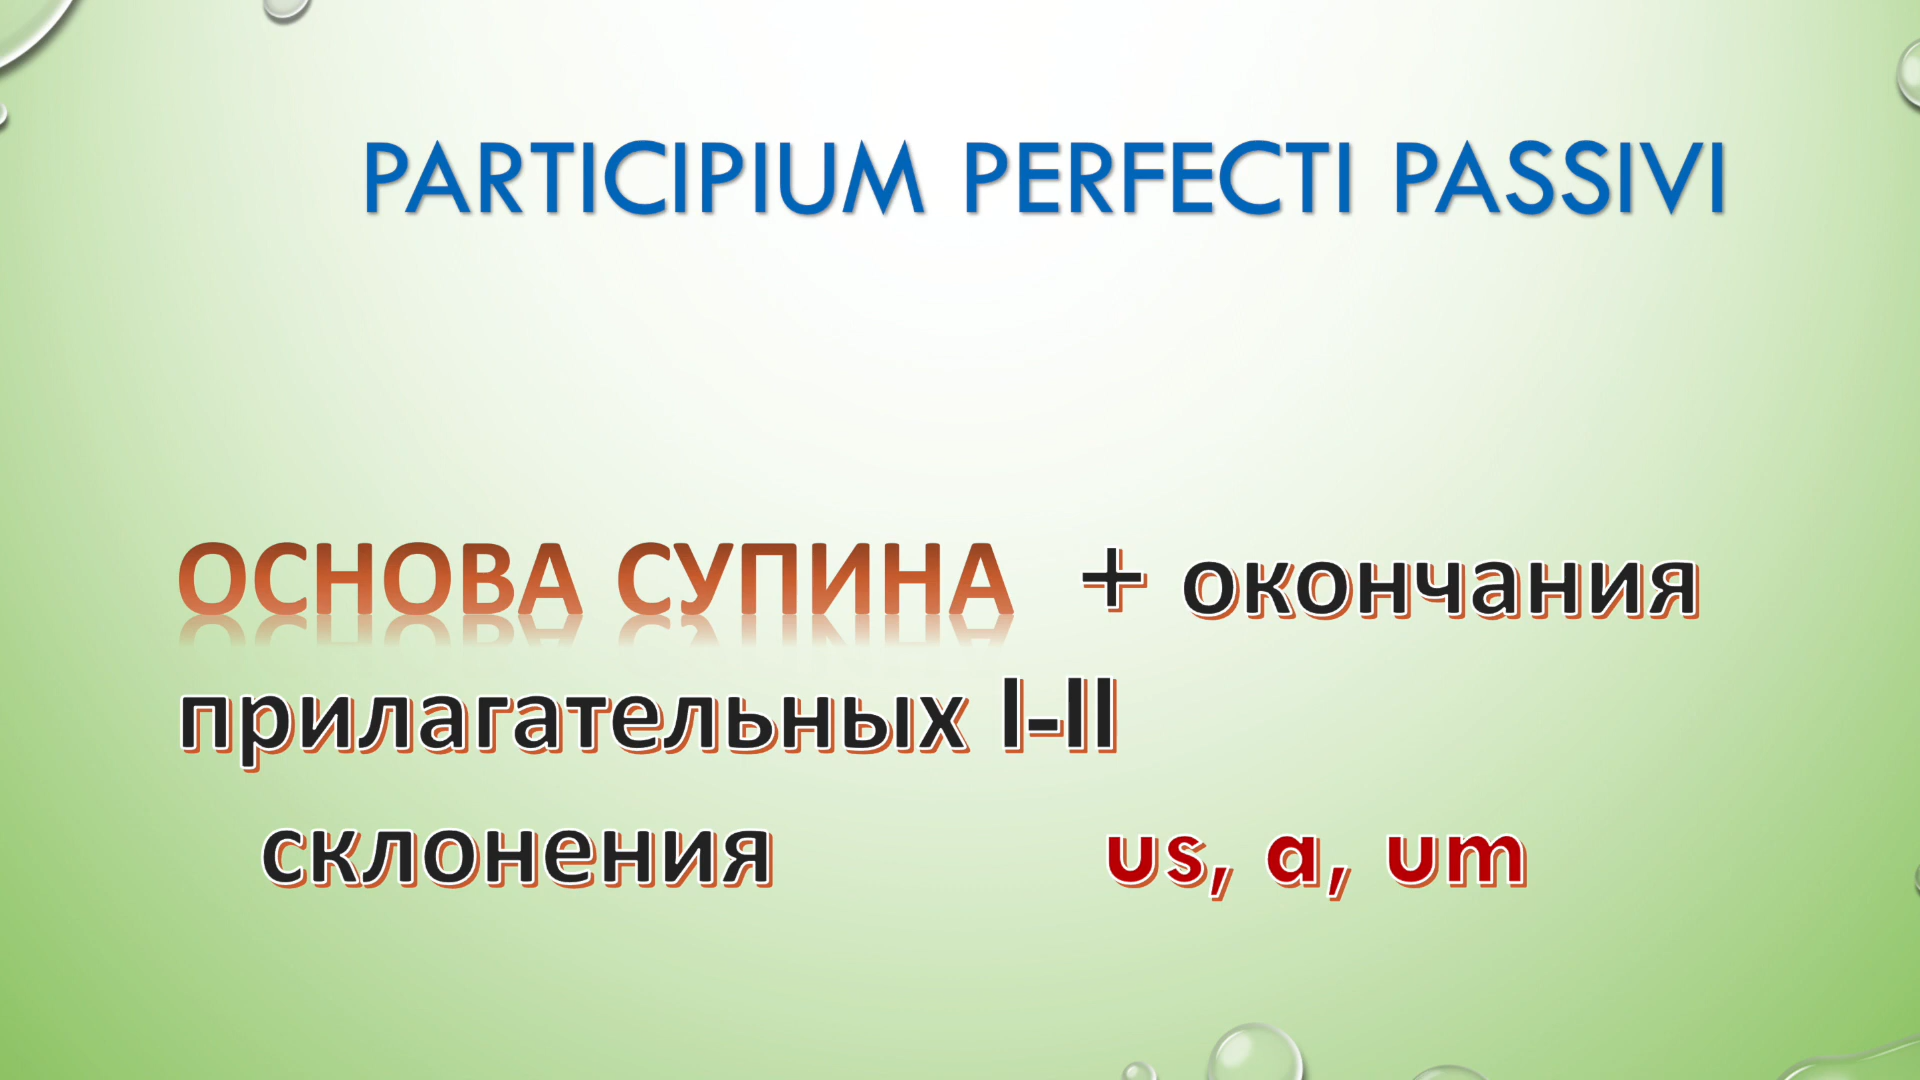 PARTICIPIUM PERFECTI PASSIVI
ОСНОВА СУПИНА + окончания
прилагательных I-II
склонения us, a, um